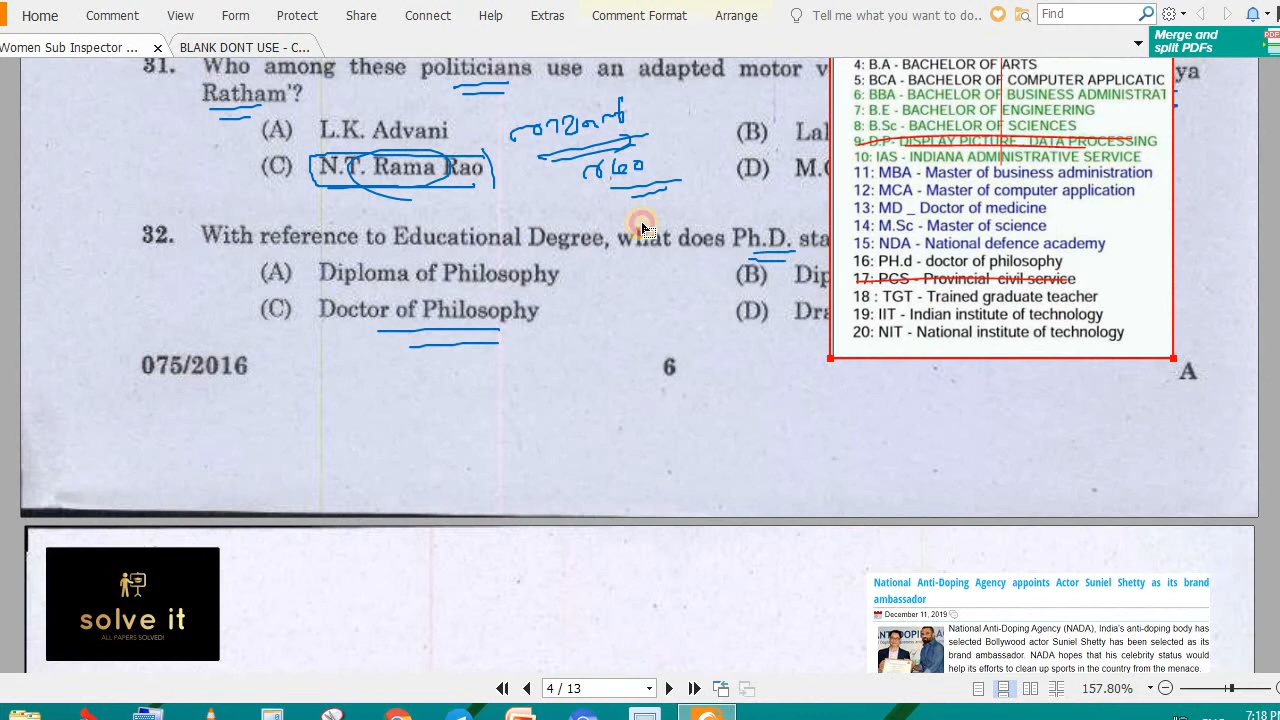 Home Comment View Form Protect Share Connect Help Extras Comment Format Arrange Tell me what you want to do.. Find
Women Sub Inspector ... × BLANK DONT USE - C...
Merge and
split PDFs
31. Who among these politicians use an adapted motor v
Ratham'?
(A) L.K. Advani
(B) Lal
(C) N.T. Rama Rao
(D) M.G
32. With reference to Educational Degree, what does Ph.D. sta
(A) Diploma of Philosophy
(B) Dip
(C) Doctor of Philosophy
(D) Dra
075/2016 6 A
ya
4: B.A - BACHELOR OF ARTS
5: BCA - BACHELOR OF COMPUTER APPLICATIC
6: BBA - BACHELOR OF BUSINESS ADMINISTRAT
7: B.E - BACHELOR OF ENGINEERING
8: B.Sc - BACHELOR OF SCIENCES
9: D.P- DISPLAY PICTURE , DATA PROCESSING
10: IAS - INDIANA ADMINISTRATIVE SERVICE
11: MBA - Master of business administration
12: MCA - Master of computer application
13: MD _ Doctor of medicine
14: M.Sc - Master of science
15: NDA - National defence academy
16: PH.d - doctor of philosophy
17: PCS - Provincial civil service
18 : TGT - Trained graduate teacher
19: IIT - Indian institute of technology
20: NIT - National institute of technology
solve it
ALL PAPERS SOLVED!
National Anti-Doping Agency appoints Actor Suniel Shetty as its brand
ambassador
December 11, 2019
National Anti-Doping Agency (NADA), India's anti-doping body has
selected Bollywood actor Suniel Shetty has been selected as its
brand ambassador. NADA hopes that his celebrity status would
help its efforts to clean up sports in the country from the menace.
4 / 13
157.80%
7:18 PM